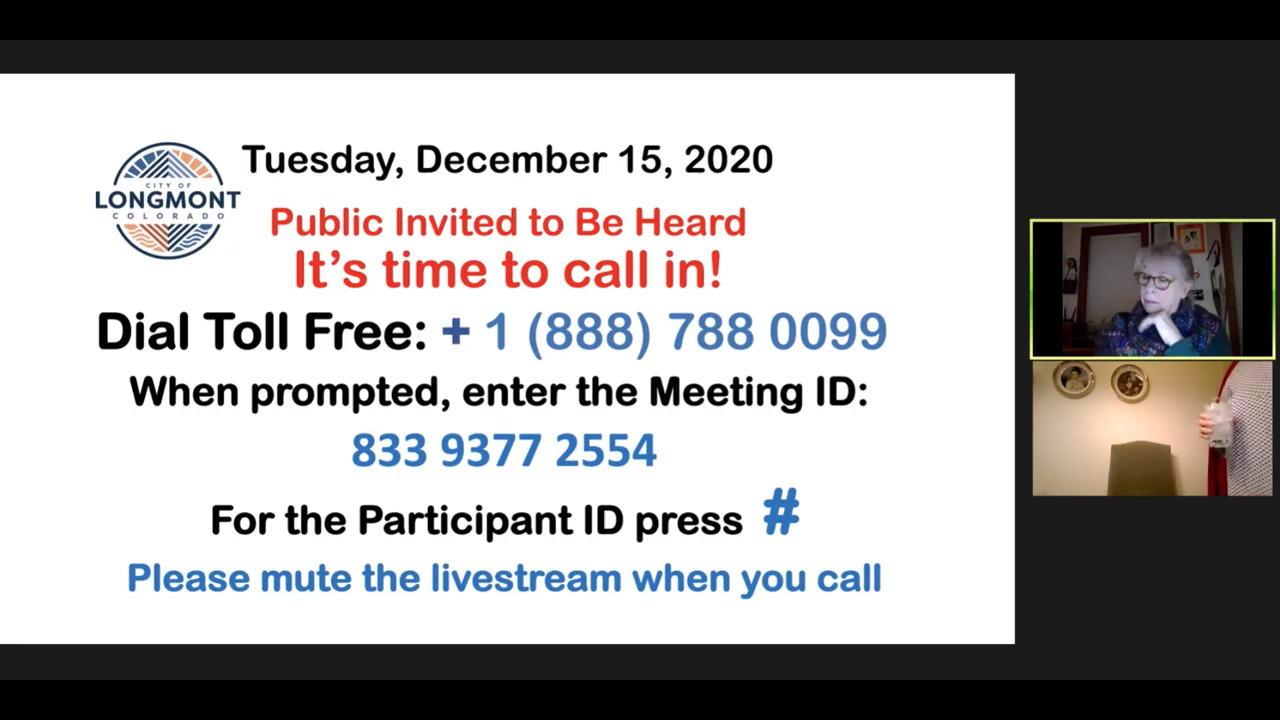 Tuesday, December 15, 2020
CITY OF
LONGMONT
COLORADO
Public Invited to Be Heard
It's time to call in!
Dial Toll Free: + 1 (888) 788 0099
When prompted, enter the Meeting ID:
833 9377 2554
For the Participant ID press #
Please mute the livestream when you call